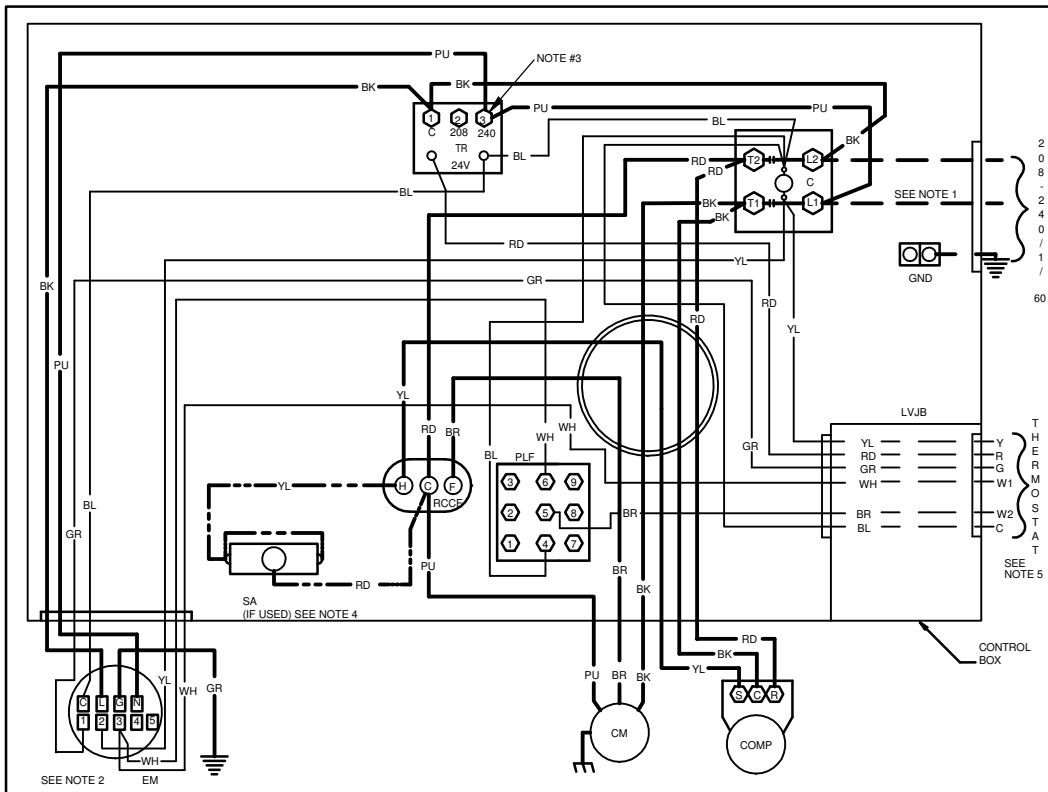 PU
NOTE #3
BK
BK
PU
PU
1
2
3
C
208
240
BL
BK
TR
24V
BL
RD
RD
T2
L2
C
BL
SEE NOTE 1
BK
BK
T1
L1
208-240/1/60
RD
YL
GR
GND
BK
RD
YL
RD
PU
LVJB
THERMOSTAT
YL
WH
RD
BR
WH
GR
BL
PLF
YL
Y
RD
R
GR
G
WH
W1
BR
BR
W2
BL
C
H
C
F
RCCF
3
6
9
2
5
8
1
4
7
YL
BL
GR
PU
BR
BK
RD
SEE
NOTE 5
SA
(IF USED) SEE NOTE 4
CONTROL
BOX
RD
BK
YL
PU
BR
BK
YL
WH
GR
C
L
G
N
1
2
3
4
5
S
C
R
CM
COMP
WH
SEE NOTE 2
EM